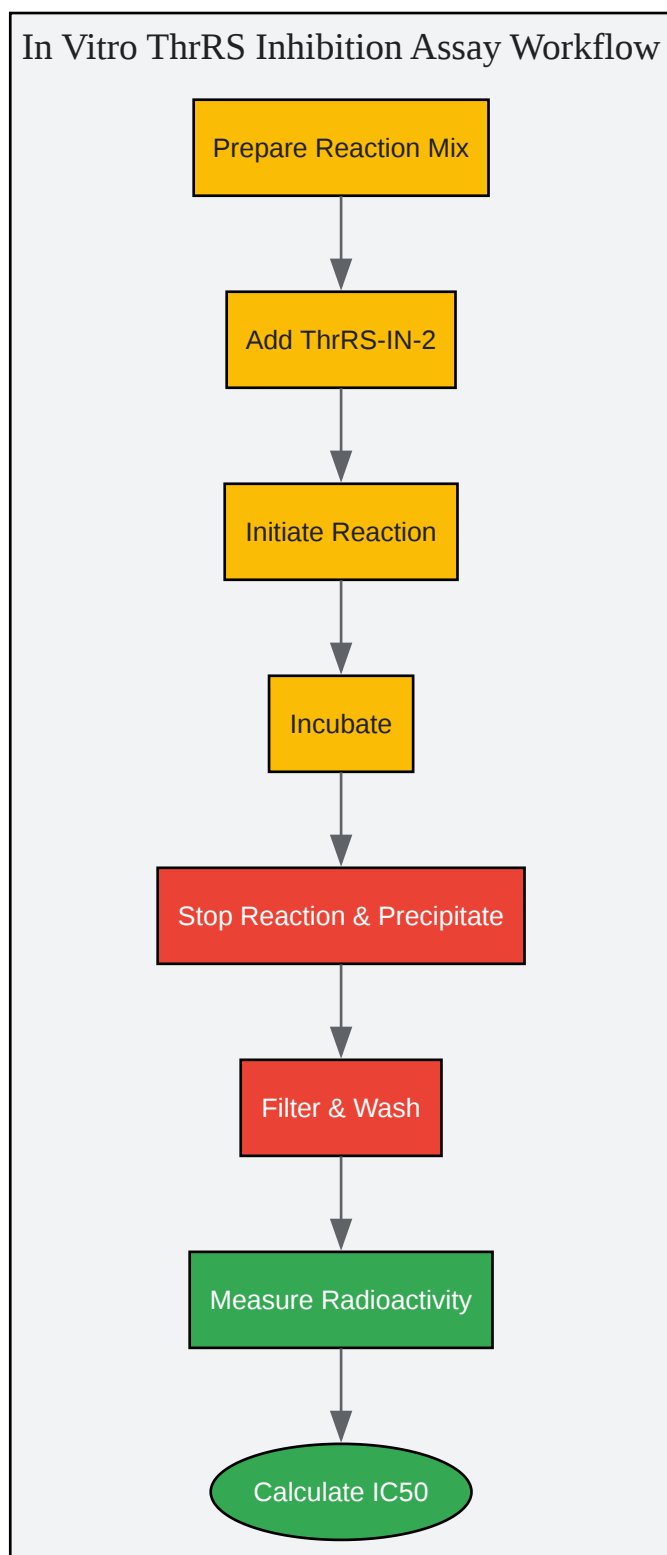 In Vitro ThrRS Inhibition Assay Workflow
Prepare Reaction Mix
Add ThrRS-IN-2
Initiate Reaction
Incubate
Stop Reaction & Precipitate
Filter & Wash
Measure Radioactivity
Calculate IC50